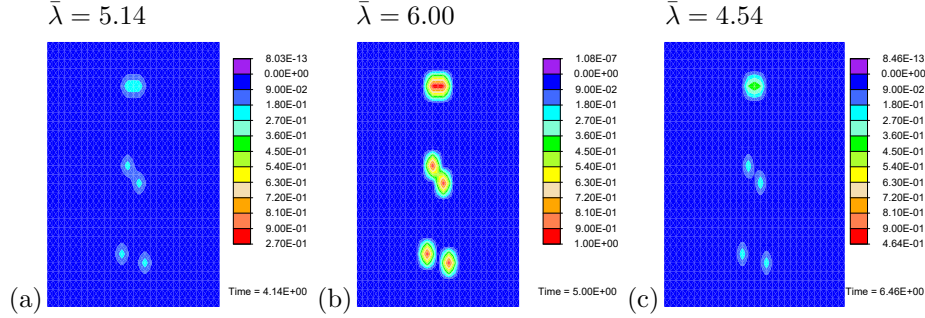 λ̄ = 5.14
8.03E-13
0.00E+00
9.00E-02
1.80E-01
2.70E-01
3.60E-01
4.50E-01
5.40E-01
6.30E-01
7.20E-01
8.10E-01
9.00E-01
2.70E-01
Time = 4.14E+00
(a)
λ̄ = 6.00
1.08E-07
0.00E+00
9.00E-02
1.80E-01
2.70E-01
3.60E-01
4.50E-01
5.40E-01
6.30E-01
7.20E-01
8.10E-01
9.00E-01
1.00E+00
Time = 5.00E+00
(b)
λ̄ = 4.54
8.46E-13
0.00E+00
9.00E-02
1.80E-01
2.70E-01
3.60E-01
4.50E-01
5.40E-01
6.30E-01
7.20E-01
8.10E-01
9.00E-01
4.64E-01
Time = 6.46E+00
(c)